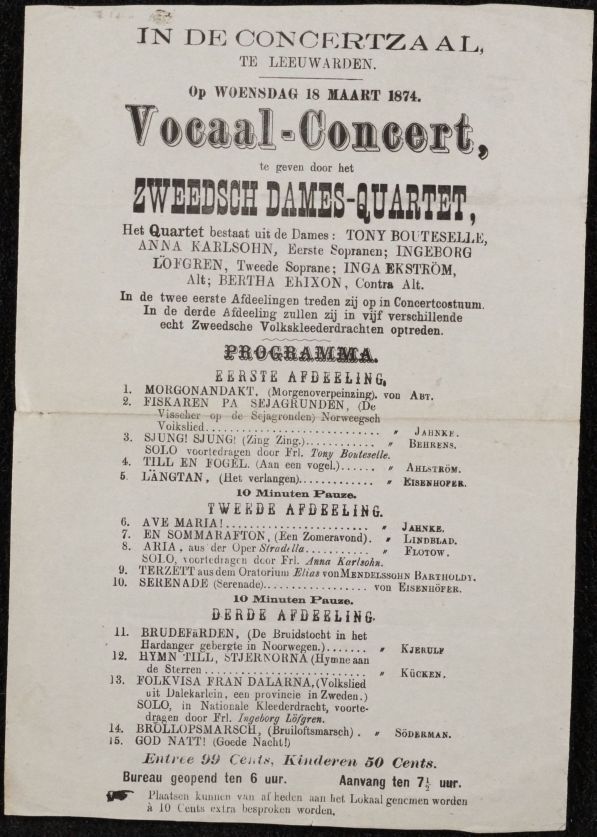 IN DE CONCERTZAAL,
TE LEEUWARDEN.
Op WOENSDAG 18 MAART 1874.
Vocaal-Concert,
te geven door het
ZWEEDSCH DAMES-QUARTET,
Het Quartet bestaat uit de Dames: TONY BOUTESELLE,
ANNA KARLSOHN, Eerste Sopranen; INGEBORG
LÖFGREN, Tweede Soprane; INGA EKSTRÖM,
Alt; BERTHA EhIXON, Contra Alt.
In de twee eerste Afdeelingen treden zij op in Concertcostuum.
In de derde Afdeeling zullen zij in vijf verschillende
echt Zweedsche Volkskleederdrachten optreden.
PROGRAMMA.
EERSTE AFDEELING.
1. MORGONANDAKT, (Morgenoverpeinzing). von ABT.
2. FISKAREN PA SEJAGRUNDEN, (De
Visscher op de Sejagronden) Norweegsch
Volkslied. " JAHNKE.
3. SJUNG! SJUNG! (Zing Zing.) " BEHRENS.
SOLO voortedragen door Frl. Tony Bouteselle.
4. TILL EN FOGEL. (Aan een vogel.) " AHLSTRÖM.
5. LÄNGTAN, (Het verlangen) " EISENHOFER.
10 Minuten Pauze.
TWEEDE AFDEELING.
6. AVE MARIA! " JAHNKE.
7. EN SOMMARAFTON, (Een Zomeravond). " LINDBLAD.
8. ARIA, aus der Oper Stradella " FLOTOW.
SOLO, voortedragen door Frl. Anna Karlsohn.
9. TERZETT aus dem Oratorium Elias von MENDELSSOHN BARTHOLDY.
10. SERENADE (Serenade) von EISENHÖFER.
10 Minuten Pauze.
DERDE AFDEELING.
11. BRUDEFäRDEN, (De Bruidstocht in het
Hardanger gebergte in Noorwegen.) " KJERULF
12. HYMN TILL, STJERNORNA (Hymne aan
de Sterren " KÜCKEN.
13. FOLKVISA FRAN DALARNA, (Volkslied
uit Dalekarlein, een provincie in Zweden.)
SOLO, in Nationale Kleederdracht, voorte-
dragen door Frl. Ingeborg Löfgren.
14. BROLLOPSMARSCH, (Bruiloftsmarsch). " SÖDERMAN.
15. GOD NATT! (Goede Nacht!)
Entree 99 Cents, Kinderen 50 Cents.
Bureau geopend ten 6 uur. Aanvang ten 7½ uur.
Plaatsen kunnen van af heden aan het Lokaal genomen worden
à 10 Cents extra besproken worden.